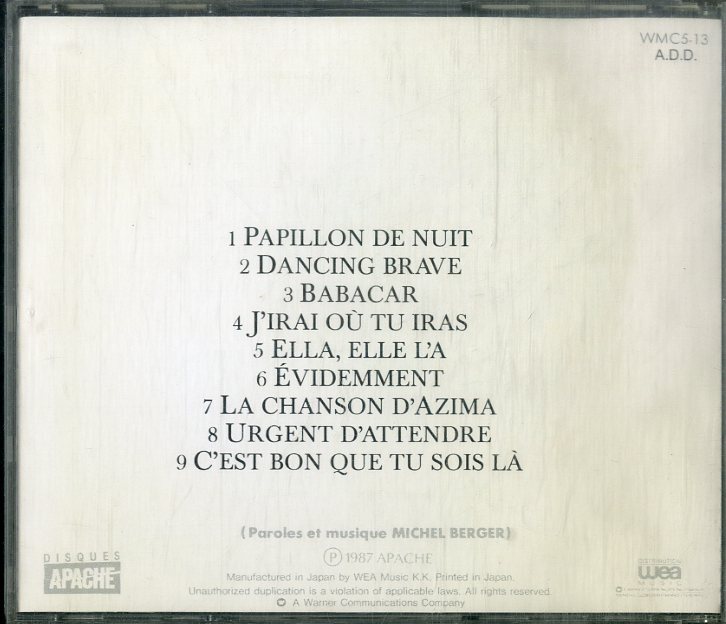 WMC5-13
A.D.D.
1 PAPILLON DE NUIT
2 DANCING BRAVE
3 BABACAR
4 J'IRAI OÙ TU IRAS
5 ELLA, ELLE L'A
6 ÉVIDEMMENT
7 LA CHANSON D'AZIMA
8 URGENT D'ATTENDRE
9 C'EST BON QUE TU SOIS LÀ
(Paroles et musique MICHEL BERGER)
Ⓟ 1987 APACHE
DISQUES
APACHE
Manufactured in Japan by WEA Music K.K. Printed in Japan.
Unauthorized duplication is a violation of applicable laws. All rights reserved.
A Warner Communications Company
DISTRIBUTION
wea
MUSIC